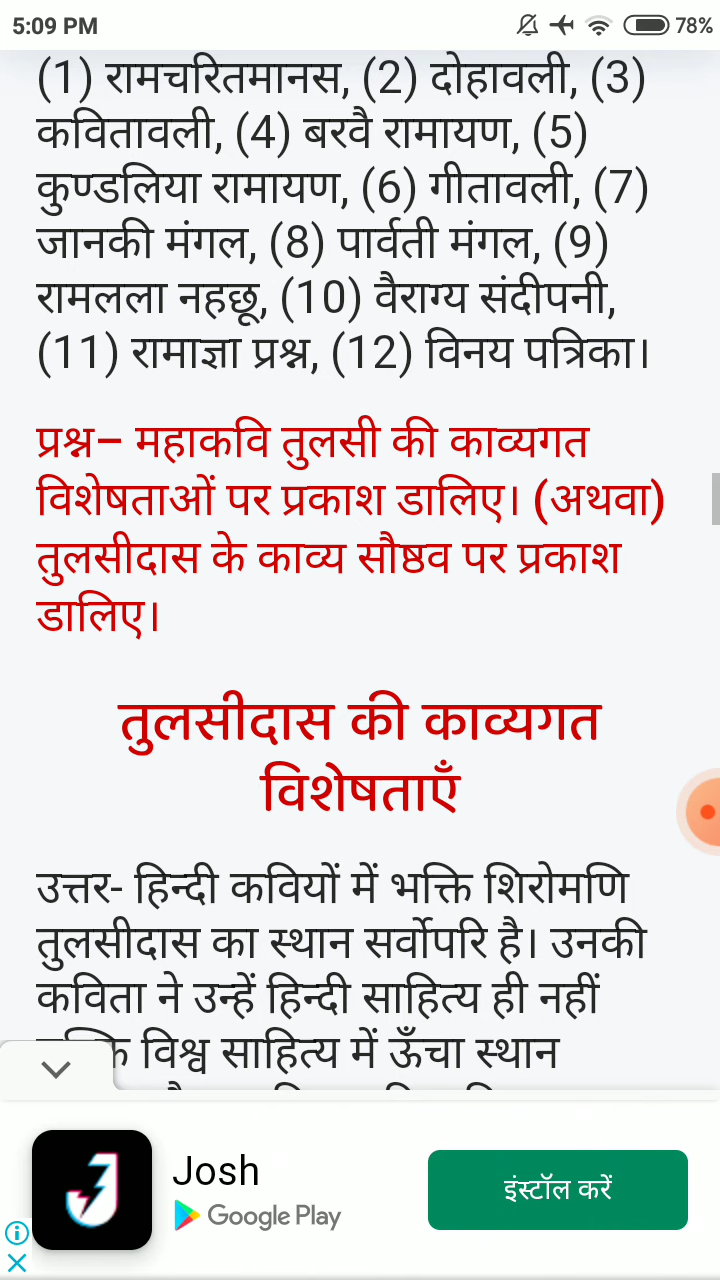 5:09 PM
78%
(1) रामचरितमानस, (2) दोहावली, (3)
कवितावली, (4) बरवै रामायण, (5)
कुण्डलिया रामायण, (6) गीतावली, (7)
जानकी मंगल, (8) पार्वती मंगल, (9)
रामलला नहछू, (10) वैराग्य संदीपनी,
(11) रामाज्ञा प्रश्न, (12) विनय पत्रिका।
प्रश्न– महाकवि तुलसी की काव्यगत
विशेषताओं पर प्रकाश डालिए। (अथवा)
तुलसीदास के काव्य सौष्ठव पर प्रकाश
डालिए।
तुलसीदास की काव्यगत
विशेषताएँ
उत्तर- हिन्दी कवियों में भक्ति शिरोमणि
तुलसीदास का स्थान सर्वोपरि है। उनकी
कविता ने उन्हें हिन्दी साहित्य ही नहीं
विश्व साहित्य में ऊँचा स्थान
Josh
Google Play
इंस्टॉल करें